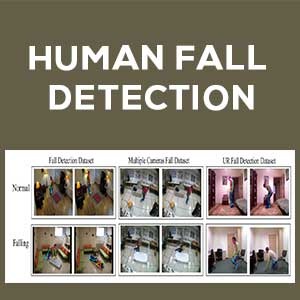 HUMAN FALL
DETECTION
Fall Detection Dataset Multiple Cameras Fall Dataset UR Fall Detection Dataset
Normal
Falling